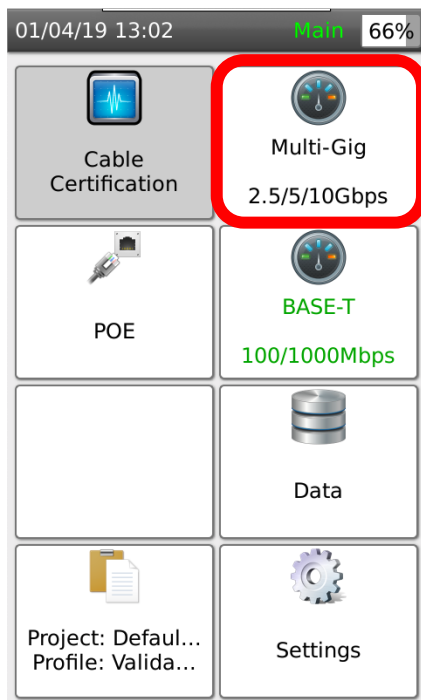 01/04/19 13:02 Main 66%
Cable
Certification
Multi-Gig
2.5/5/10Gbps
POE
BASE-T
100/1000Mbps
Data
Project: Defaul...
Profile: Valida...
Settings